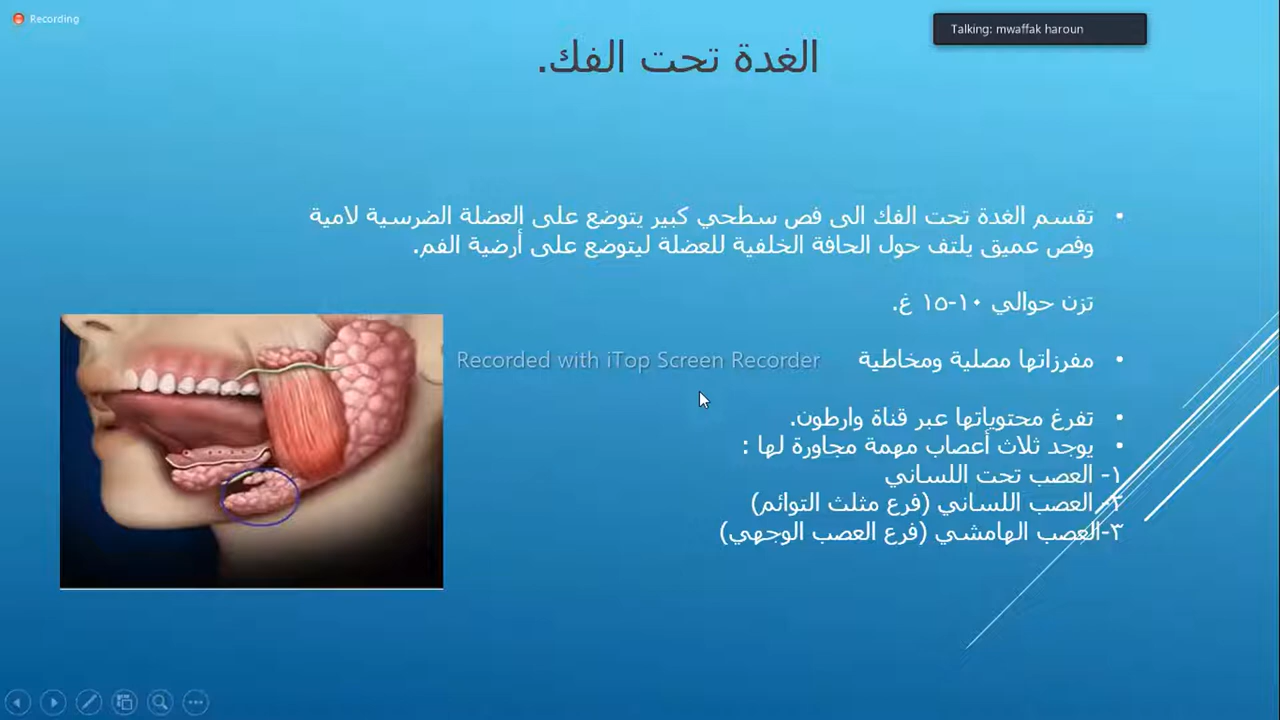 Recording
Talking: mwaffak haroun
الغدة تحت الفك.
• تقسم الغدة تحت الفك الى فص سطحي كبير يتوضع على العضلة الضرسية لامية
وفص عميق يلتف حول الحافة الخلفية للعضلة ليتوضع على أرضية الفم.
تزن حوالي ١٠-١٥ غ.
• مفرزاتها مصلية ومخاطية
Recorded with iTop Screen Recorder
• تفرغ محتوياتها عبر قناة وارطون.
• يوجد ثلاث أعصاب مهمة مجاورة لها :
١- العصب تحت اللساني
٢- العصب اللساني (فرع مثلث التوائم)
٣-العصب الهامشي (فرع العصب الوجهي)